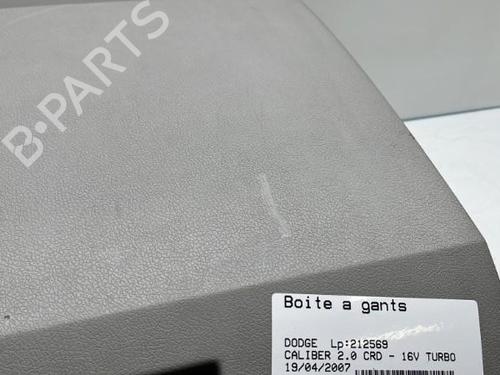 B-PARTS
Boite a gants
DODGE Lp:212569
CALIBER 2.0 CRD - 16V TURBO
19/04/2007